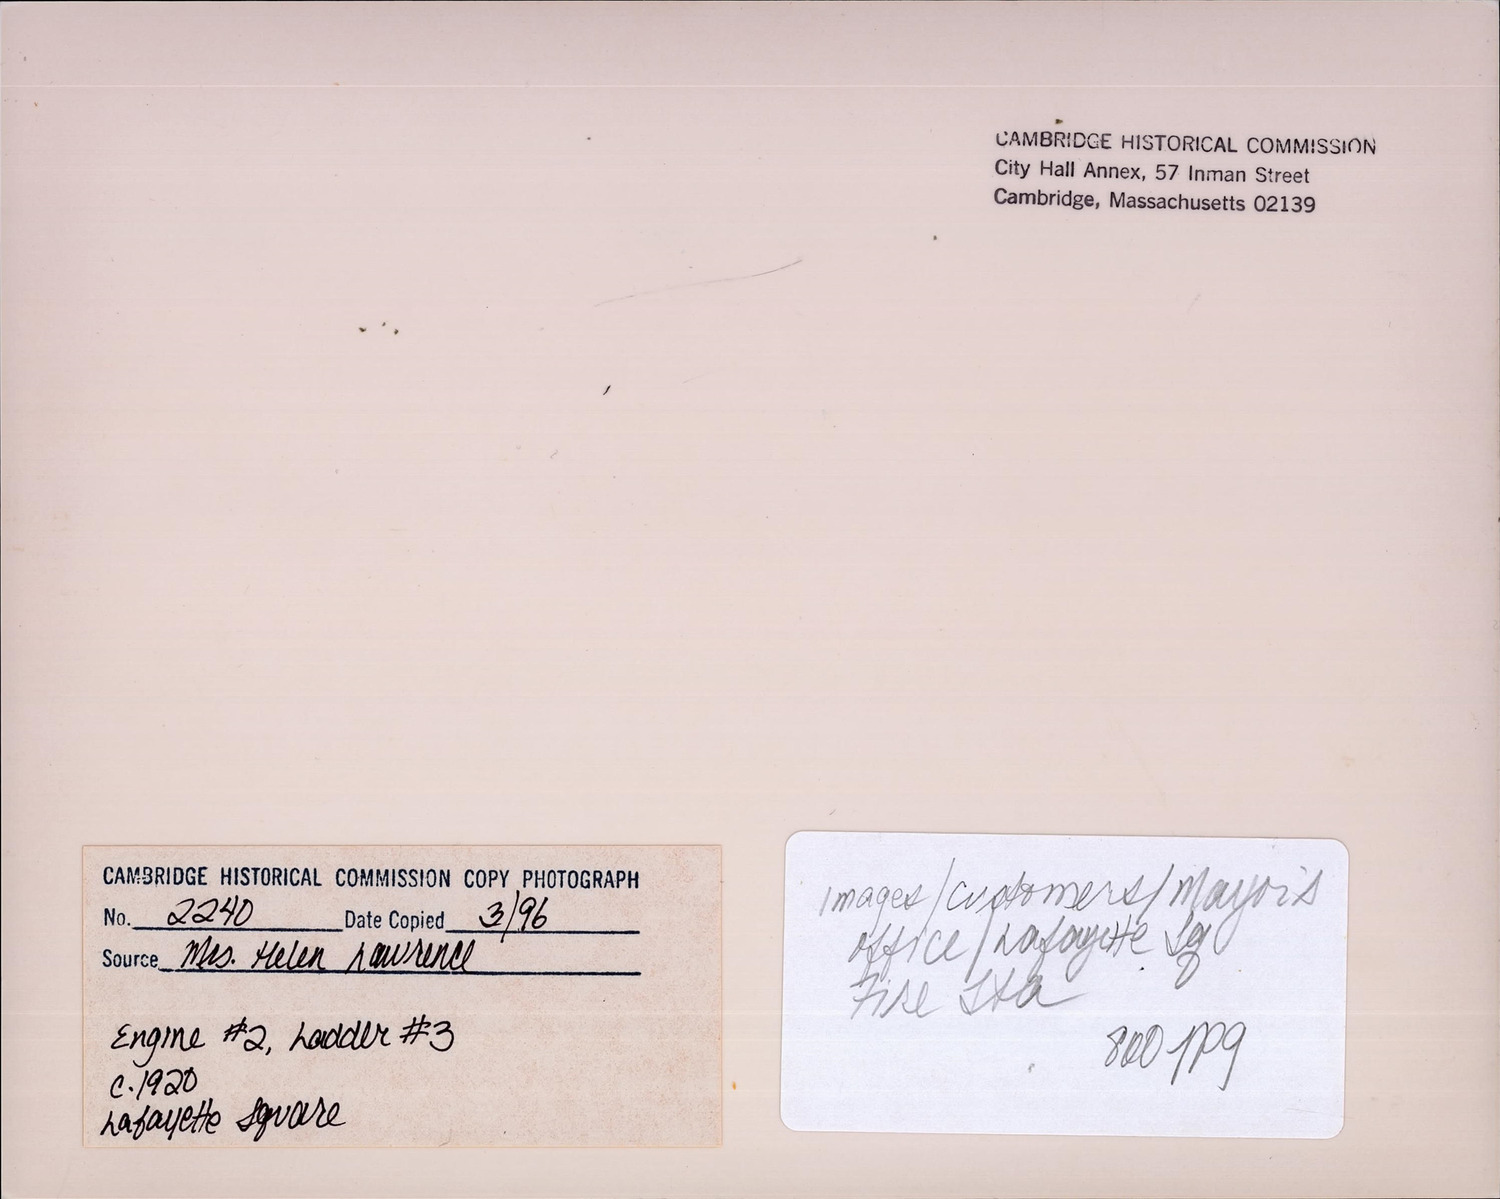 CAMBRIDGE HISTORICAL COMMISSION
City Hall Annex, 57 Inman Street
Cambridge, Massachusetts 02139
CAMBRIDGE HISTORICAL COMMISSION COPY PHOTOGRAPH
No. 2240 Date Copied 3/96
Source Mrs. Helen Lawrence
Engine #2, Ladder #3
c.1920
Lafayette Square
Images/customers/Mayor's
office/Lafayette Sq
Fire Sta
800 jpg